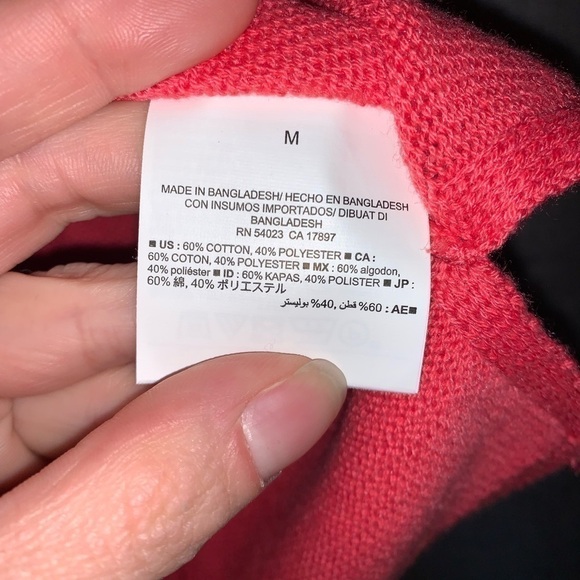 M
MADE IN BANGLADESH/ HECHO EN BANGLADESH
CON INSUMOS IMPORTADOS/ DIBUAT DI
BANGLADESH
RN 54023 CA 17897
■ US : 60% COTTON, 40% POLYESTER ■ CA :
60% COTTON, 40% POLYESTER ■ MX : 60% algodon,
40% poliéster ■ ID : 60% KAPAS, 40% POLISTER ■ JP :
60% 綿, 40% ポリエステル
■AE : 60% قطن, 40% بوليستر